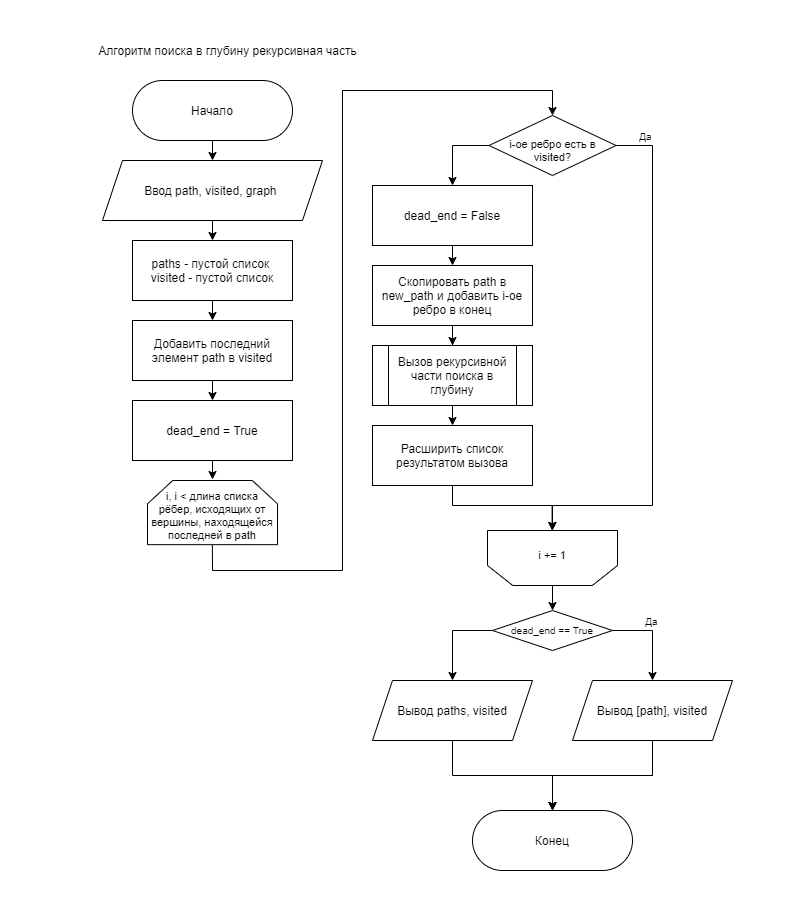 Алгоритм поиска в глубину рекурсивная часть
Начало
Ввод path, visited, graph
paths - пустой список
visited - пустой список
Добавить последний
элемент path в visited
dead_end = True
i, i < длина списка
рёбер, исходящих от
вершины, находящейся
последней в path
i-ое ребро есть в
visited?
Да
dead_end = False
Скопировать path в
new_path и добавить i-ое
ребро в конец
Вызов рекурсивной
части поиска в
глубину
Расширить список
результатом вызова
i += 1
dead_end == True
Да
Вывод paths, visited
Вывод [path], visited
Конец